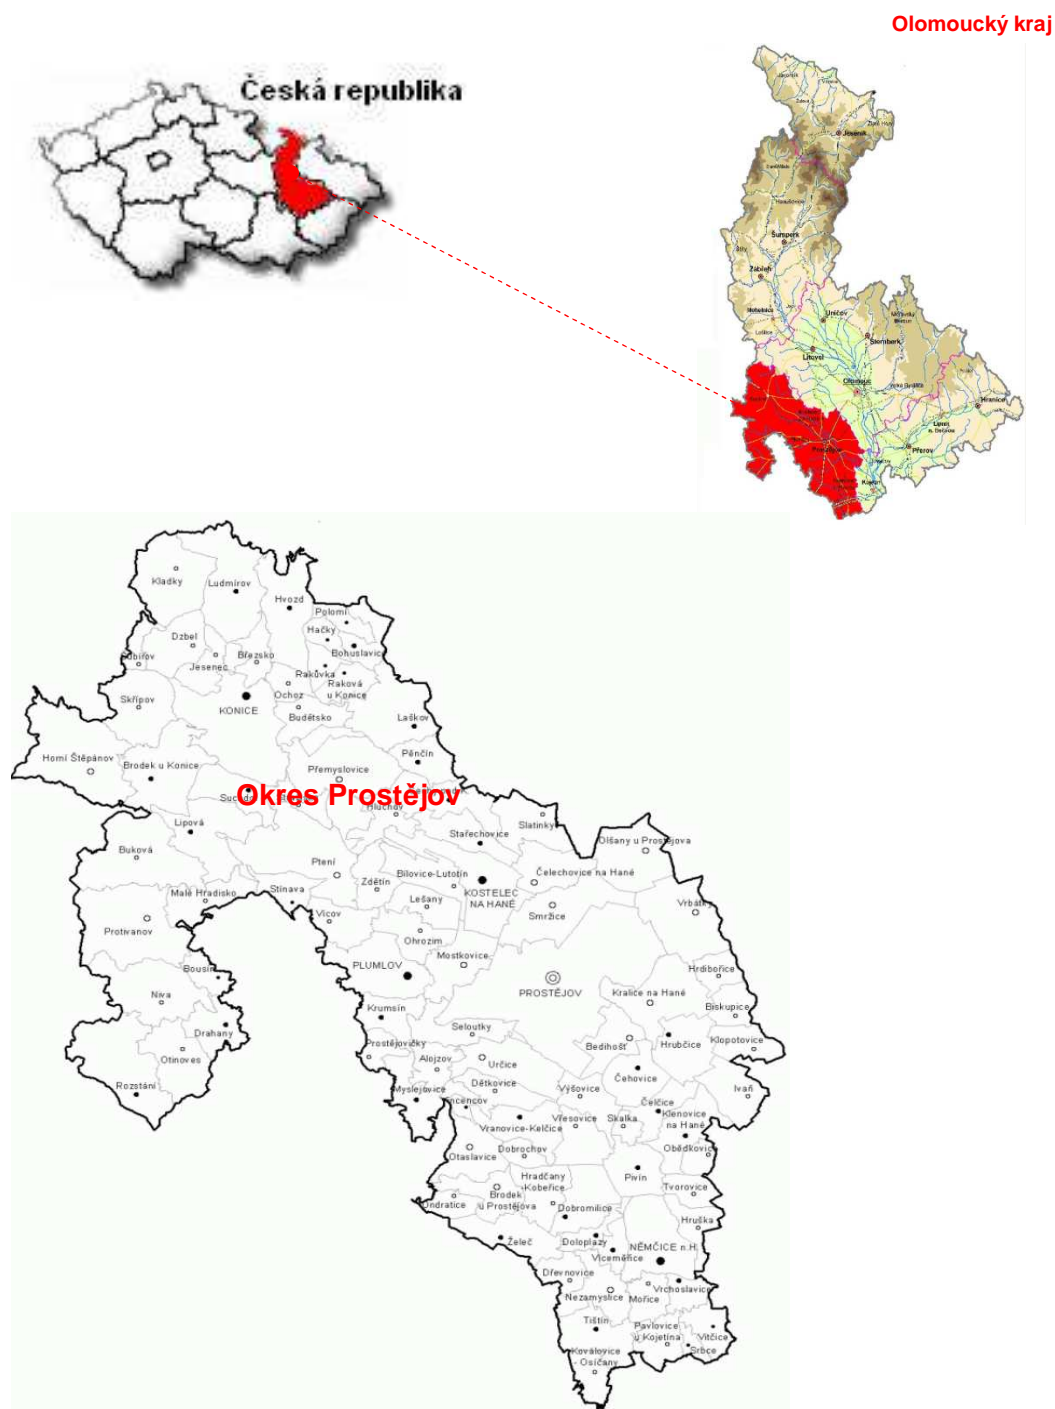 Olomoucký kraj
Česká republika
Jeseník
Šumperk
Zábřeh
Uničov
Šternberk
Litovel
Olomouc
Hranice
Přerov
Kladky
Ludmírov
Hvozd
Polomí
Hačky
Bohuslavice
Dzbel
Jesenec
Březsko
Rakůvka
Raková
u Konice
Ochoz
Skřípov
KONICE
Budětsko
Laškov
Horní Štěpánov
Brodek u Konice
Pěnčín
Přemyslovice
Okres Prostějov
Hluchov
Slatinky
Lipová
Stařechovice
Olšany u Prostějova
Buková
Ptení
Zdětín
Bílovice-Lutotín
Čelechovice na Hané
KOSTELEC
NA HANÉ
Malé Hradisko
Stínava
Lešany
Vrbátky
Vícov
Smržice
Protivanov
Ohrozim
Mostkovice
PLUMLOV
Bousín
Hrdibořice
Niva
PROSTĚJOV
Kralice na Hané
Biskupice
Krumsín
Drahany
Seloutky
Hrubčice
Klopotovice
Otinoves
Prostějovičky
Bedihošť
Alojzov
Určice
Čehovice
Rozstání
Myslejovice
Dětkovice
Výšovice
Ivaň
Čelčice
Klenovice
na Hané
Vranovice-Kelčice
Vřesovice
Skalka
Otaslavice
Dobrochov
Obědkovice
Hradčany
-Kobeřice
Pivín
Tvorovice
Ondratice
Brodek
u Prostějova
Dobromilice
Hruška
Želeč
Doloplazy
NĚMČICE n.H.
Víceměřice
Dřevnovice
Nezamyslice
Mořice
Vrchoslavice
Tištín
Pavlovice
u Kojetína
Vitčice
Srbce
Koválovice
- Osíčany